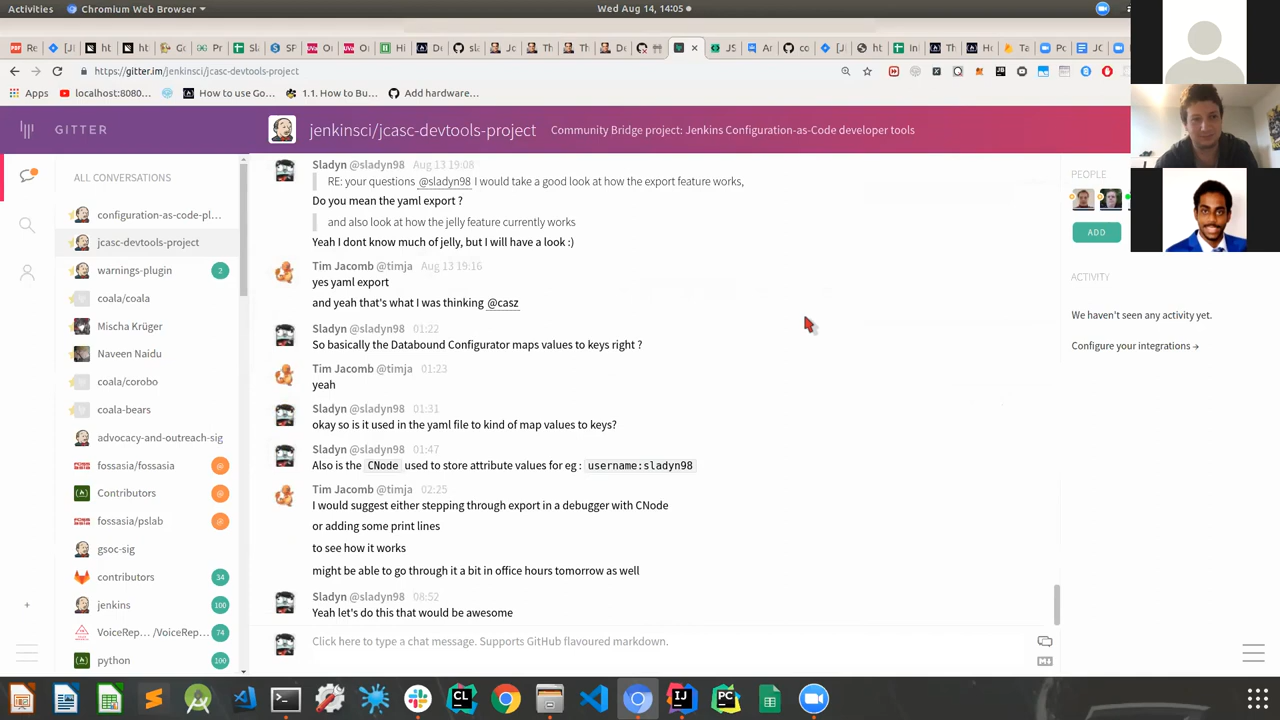 Activities
Chromium Web Browser
Wed Aug 14, 14:05
https://gitter.im/jenkinsci/jcasc-devtools-project
Apps
localhost:8080...
How to use Go...
1.1. How to Bu...
Add hardware...
GITTER
jenkinsci/jcasc-devtools-project
Community Bridge project: Jenkins Configuration-as-Code developer tools
ALL CONVERSATIONS
configuration-as-code-pl...
jcasc-devtools-project
warnings-plugin 2
coala/coala
Mischa Krüger
Naveen Naidu
coala/corobo
coala-bears
advocacy-and-outreach-sig
fossasia/fossasia @
Contributors @
fossasia/pslab @
gsoc-sig
contributors 34
jenkins 100
VoiceRep... /VoiceRep... 74
python 100
Sladyn @sladyn98 Aug 13 19:08
RE: your questions @sladyn98 I would take a good look at how the export feature works,
Do you mean the yaml export ?
and also look at how the jelly feature currently works
Yeah I dont know much of jelly, but I will have a look :)
Tim Jacomb @timja Aug 13 19:16
yes yaml export
and yeah that's what I was thinking @casz
Sladyn @sladyn98 01:22
So basically the Databound Configurator maps values to keys right ?
Tim Jacomb @timja 01:23
yeah
Sladyn @sladyn98 01:31
okay so is it used in the yaml file to kind of map values to keys?
Sladyn @sladyn98 01:47
Also is the CNode used to store attribute values for eg : username:sladyn98
Tim Jacomb @timja 02:25
I would suggest either stepping through export in a debugger with CNode
or adding some print lines
to see how it works
might be able to go through it a bit in office hours tomorrow as well
Sladyn @sladyn98 08:52
Yeah let's do this that would be awesome
Click here to type a chat message. Supports GitHub flavoured markdown.
PEOPLE
ADD
ACTIVITY
We haven't seen any activity yet.
Configure your integrations →